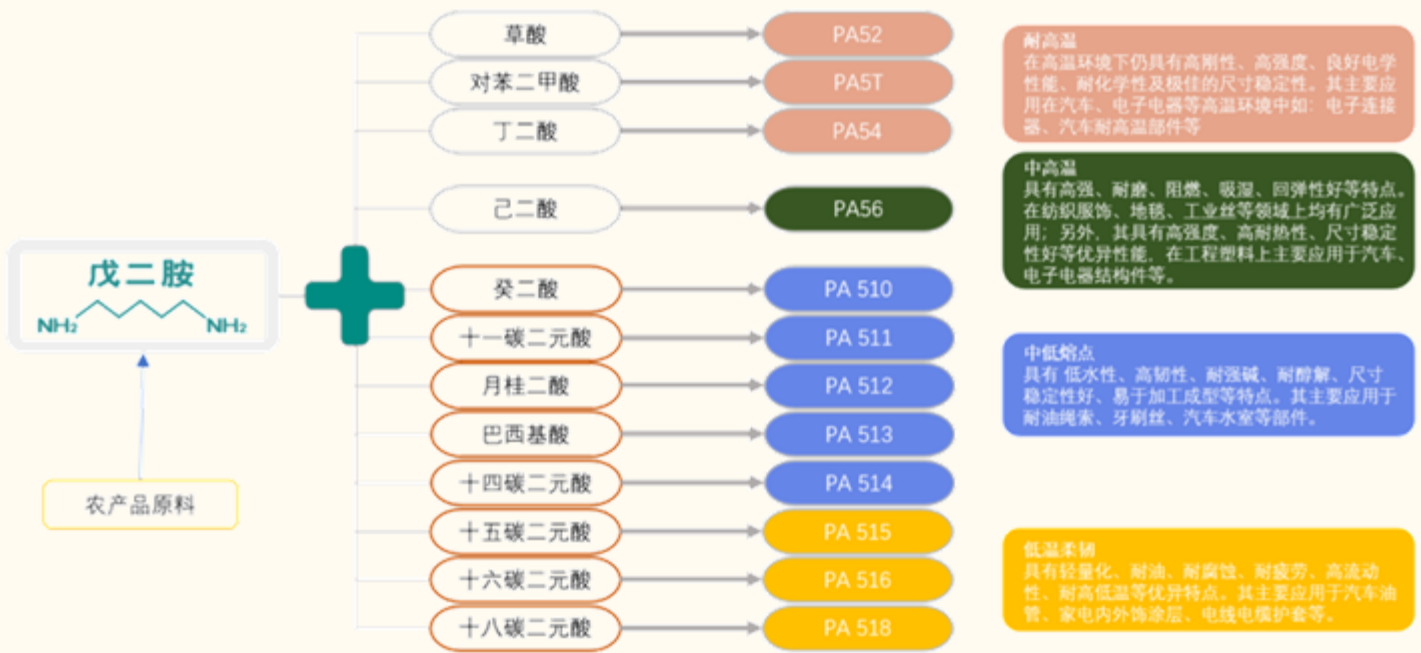 草酸
PA52
对苯二甲酸
PA5T
丁二酸
PA54
己二酸
PA56
戊二胺
NH₂
NH₂
农产品原料
癸二酸
PA 510
十一碳二元酸
PA 511
月桂二酸
PA 512
巴西基酸
PA 513
十四碳二元酸
PA 514
十五碳二元酸
PA 515
十六碳二元酸
PA 516
十八碳二元酸
PA 518
耐高温
在高温环境下仍具有高刚性、高强度、良好电学
性能、耐化学性及极佳的尺寸稳定性。其主要应
用在汽车、电子电器等高温环境中如：电子连接
器、汽车耐高温部件等
中高温
具有高强、耐磨、阻燃、吸湿、回弹性好等特点。
在纺织服饰、地毯、工业丝等领域上均有广泛应
用；另外，其具有高强度、高耐热性、尺寸稳定
性好等优异性能，在工程塑料上主要应用于汽车、
电子电器结构件等。
中低熔点
具有 低水性、高韧性、耐强碱、耐醇解、尺寸
稳定性好、易于加工成型等特点。其主要应用于
耐油绳索、牙刷丝、汽车水室等部件。
低温柔韧
具有轻量化、耐油、耐腐蚀、耐疲劳、高流动
性、耐高低温等优异特点。其主要应用于汽车油
管、家电内外饰涂层、电线电缆护套等。